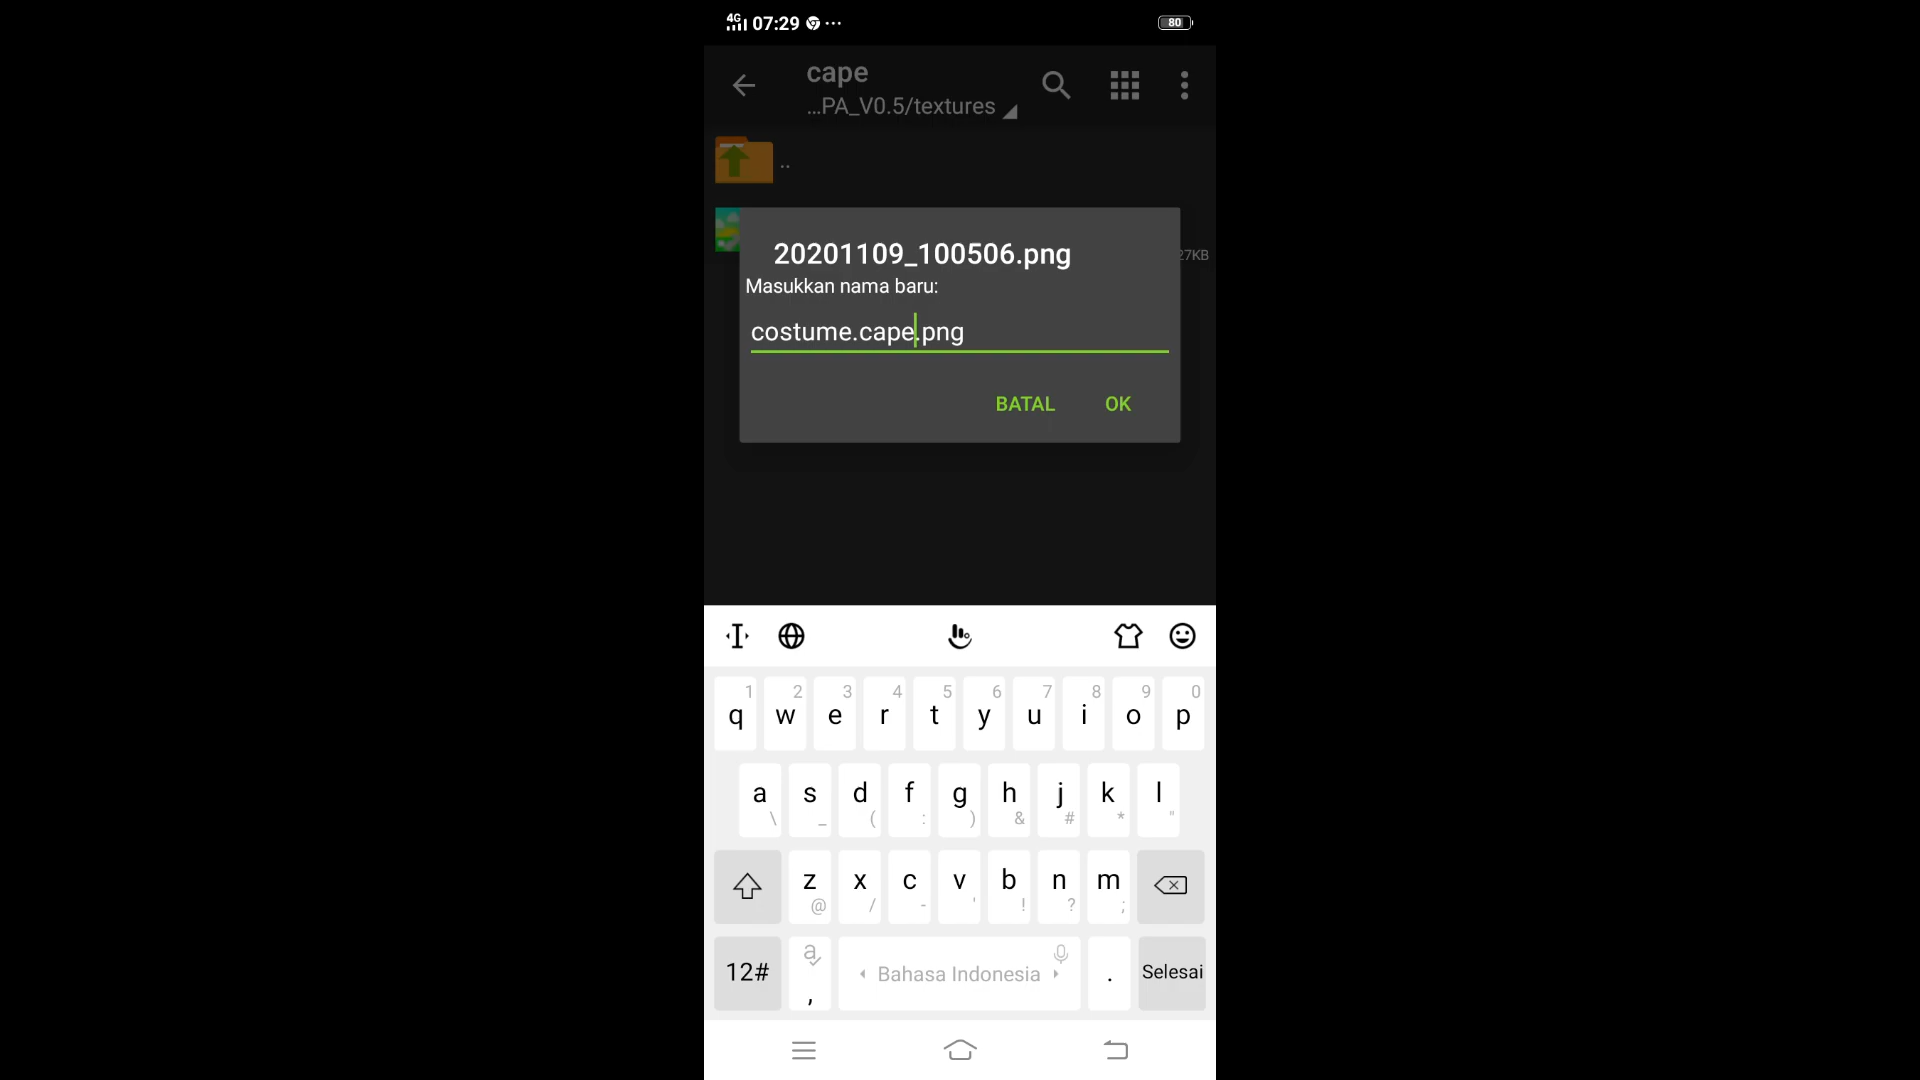 4G 07:29 ... 80
cape
...PA_V0.5/textures
..
27KB
20201109_100506.png
Masukkan nama baru:
costume.cape.png
BATAL OK
1 2 3 4 5 6 7 8 9 0
q w e r t y u i o p
a s d f g h j k l
\ _ ( : ) & # * "
z x c v b n m
@ / - ' ! ? ;
12# a , Bahasa Indonesia . Selesai